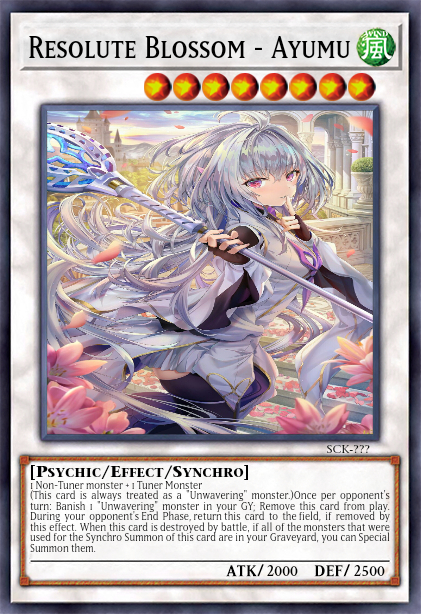 Resolute Blossom - Ayumu
WIND
風
SCK-???
[Psychic/Effect/Synchro]
1 Non-Tuner monster + 1 Tuner Monster
(This card is always treated as a "Unwavering" monster.)Once per opponent's
turn: Banish 1 "Unwavering" monster in your GY; Remove this card from play.
During your opponent's End Phase, return this card to the field, if removed by
this effect. When this card is destroyed by battle, if all of the monsters that were
used for the Synchro Summon of this card are in your Graveyard, you can Special
Summon them.
ATK/ 2000 DEF/ 2500